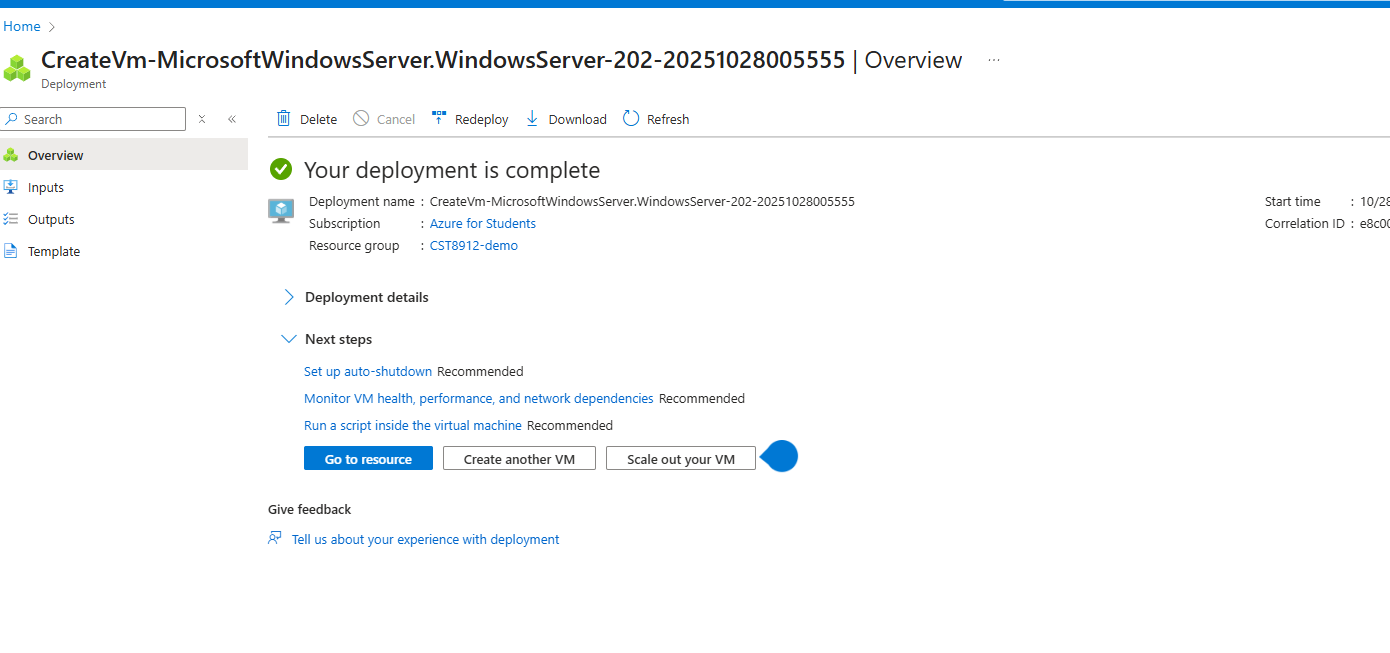 Home
CreateVm-MicrosoftWindowsServer.WindowsServer-202-20251028005555 | Overview ...
Deployment
Search
Delete Cancel Redeploy Download Refresh
Overview
Inputs
Outputs
Template
Your deployment is complete
Deployment name : CreateVm-MicrosoftWindowsServer.WindowsServer-202-20251028005555
Subscription : Azure for Students
Resource group : CST8912-demo
Start time : 10/28
Correlation ID : e8c00
Deployment details
Next steps
Set up auto-shutdown Recommended
Monitor VM health, performance, and network dependencies Recommended
Run a script inside the virtual machine Recommended
Go to resource Create another VM Scale out your VM
Give feedback
Tell us about your experience with deployment